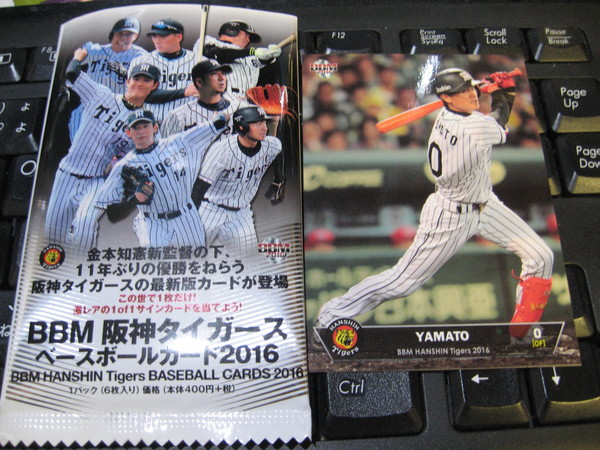 Tigers
Tigers
Tigers
14
BBM
金本知憲新監督の下、
11年ぶりの優勝をねらう
阪神タイガースの最新版カードが登場
この世で1枚だけ!
激レアの1of1サインカードを当てよう!
BBM 阪神タイガース
ベースボールカード2016
BBM HANSHIN Tigers BASEBALL CARDS 2016
1パック(6枚入り)価格(本体400円+税)
BBM
0
HANSHIN
Tigers
YAMATO
0
[OF]
BBM HANSHIN Tigers 2016
F8
F12
Print
Screen
SysRq
Scroll
Lock
Pause
Break
Page
Up
Page
Down
Ctrl